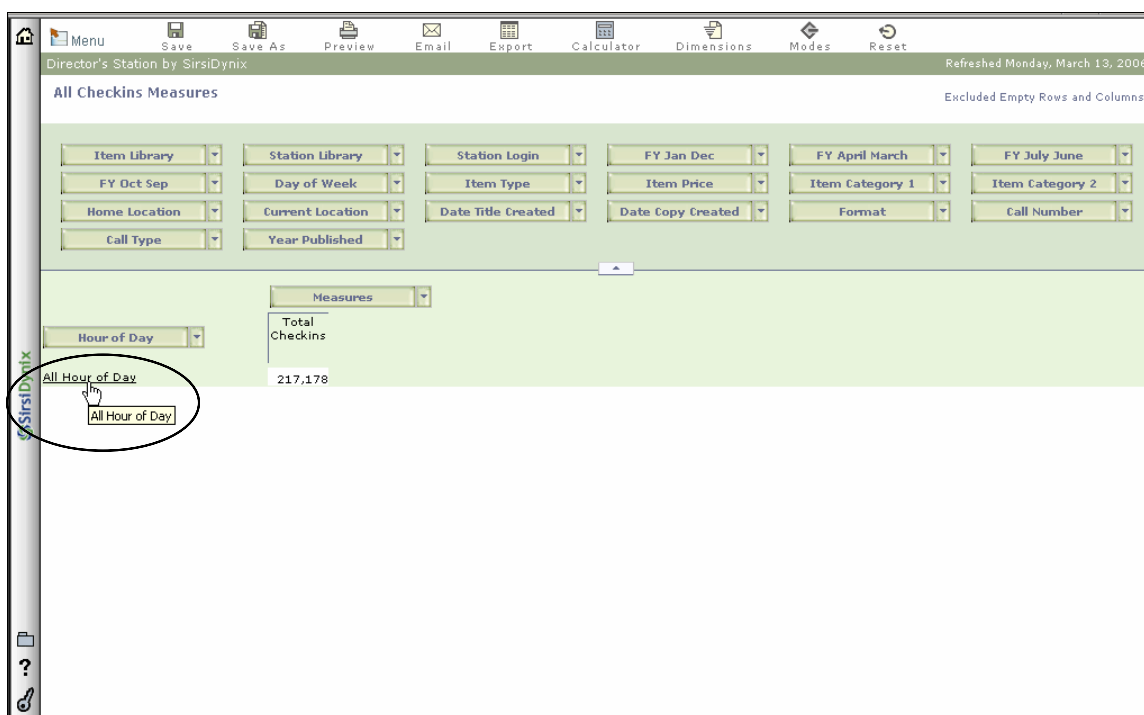 Menu Save Save As Preview Email Export Calculator Dimensions Modes Reset
Director's Station by SirsiDynix Refreshed Monday, March 13, 2006
All Checkins Measures Excluded Empty Rows and Columns
Item Library Station Library Station Login FY Jan Dec FY April March FY July June
FY Oct Sep Day of Week Item Type Item Price Item Category 1 Item Category 2
Home Location Current Location Date Title Created Date Copy Created Format Call Number
Call Type Year Published
Measures
Total
Checkins
Hour of Day
All Hour of Day 217,178
All Hour of Day
SirsiDynix
?